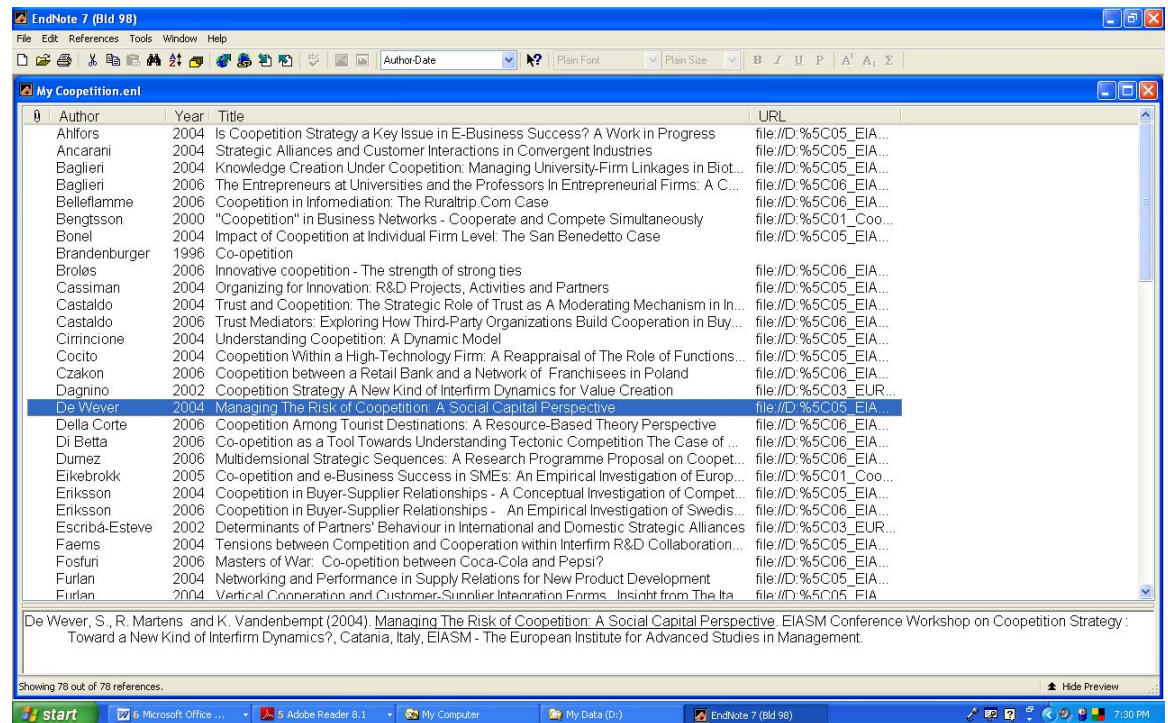 EndNote 7 (Bld 98)
File Edit References Tools Window Help
Author-Date Plain Font Plain Size B I U P A¹ A₁ Σ
My Coopetition.enl
Author Year Title URL
Ahlfors 2004 Is Coopetition Strategy a Key Issue in E-Business Success? A Work in Progress file://D:%5C05_EIA...
Ancarani 2004 Strategic Alliances and Customer Interactions in Convergent Industries file://D:%5C05_EIA...
Baglieri 2004 Knowledge Creation Under Coopetition: Managing University-Firm Linkages in Biot... file://D:%5C05_EIA...
Baglieri 2006 The Entrepreneurs at Universities and the Professors In Entrepreneurial Firms: A C... file://D:%5C06_EIA...
Belleflamme 2006 Coopetition in Infomediation: The Ruraltrip.Com Case file://D:%5C06_EIA...
Bengtsson 2000 "Coopetition" in Business Networks - Cooperate and Compete Simultaneously file://D:%5C01_Coo...
Bonel 2004 Impact of Coopetition at Individual Firm Level: The San Benedetto Case file://D:%5C05_EIA...
Brandenburger 1996 Co-opetition
Broløs 2006 Innovative coopetition - The strength of strong ties file://D:%5C06_EIA...
Cassiman 2004 Organizing for Innovation: R&D Projects, Activities and Partners file://D:%5C05_EIA...
Castaldo 2004 Trust and Coopetition: The Strategic Role of Trust as A Moderating Mechanism in In... file://D:%5C05_EIA...
Castaldo 2006 Trust Mediators: Exploring How Third-Party Organizations Build Cooperation in Buy... file://D:%5C06_EIA...
Cirrincione 2004 Understanding Coopetition: A Dynamic Model file://D:%5C05_EIA...
Cocito 2004 Coopetition Within a High-Technology Firm: A Reappraisal of The Role of Functions... file://D:%5C05_EIA...
Czakon 2006 Coopetition between a Retail Bank and a Network of Franchisees in Poland file://D:%5C06_EIA...
Dagnino 2002 Coopetition Strategy A New Kind of Interfirm Dynamics for Value Creation file://D:%5C03_EUR...
De Wever 2004 Managing The Risk of Coopetition: A Social Capital Perspective file://D:%5C05_EIA...
Della Corte 2006 Coopetition Among Tourist Destinations: A Resource-Based Theory Perspective file://D:%5C06_EIA...
Di Betta 2006 Co-opetition as a Tool Towards Understanding Tectonic Competition The Case of ... file://D:%5C06_EIA...
Dumez 2006 Multidemsional Strategic Sequences: A Research Programme Proposal on Coopet... file://D:%5C06_EIA...
Eikebrokk 2005 Co-opetition and e-Business Success in SMEs: An Empirical Investigation of Europ... file://D:%5C01_Coo...
Eriksson 2004 Coopetition in Buyer-Supplier Relationships - A Conceptual Investigation of Compet... file://D:%5C05_EIA...
Eriksson 2006 Coopetition in Buyer-Supplier Relationships - An Empirical Investigation of Swedis... file://D:%5C06_EIA...
Escribá-Esteve 2002 Determinants of Partners' Behaviour in International and Domestic Strategic Alliances file://D:%5C03_EUR...
Faems 2004 Tensions between Competition and Cooperation within Interfirm R&D Collaboration... file://D:%5C05_EIA...
Fosfuri 2006 Masters of War: Co-opetition between Coca-Cola and Pepsi? file://D:%5C06_EIA...
Furlan 2004 Networking and Performance in Supply Relations for New Product Development file://D:%5C05_EIA...
Furlan 2004 Vertical Cooperation and Customer-Supplier Integration Forms Insight from The Ita file://D:%5C05_EIA
De Wever, S., R. Martens and K. Vandenbempt (2004). Managing The Risk of Coopetition: A Social Capital Perspective. EIASM Conference Workshop on Coopetition Strategy :
Toward a New Kind of Interfirm Dynamics?, Catania, Italy, EIASM - The European Institute for Advanced Studies in Management.
Showing 78 out of 78 references. Hide Preview
start 6 Microsoft Office ... 5 Adobe Reader 8.1 My Computer My Data (D:) EndNote 7 (Bld 98) 7:30 PM